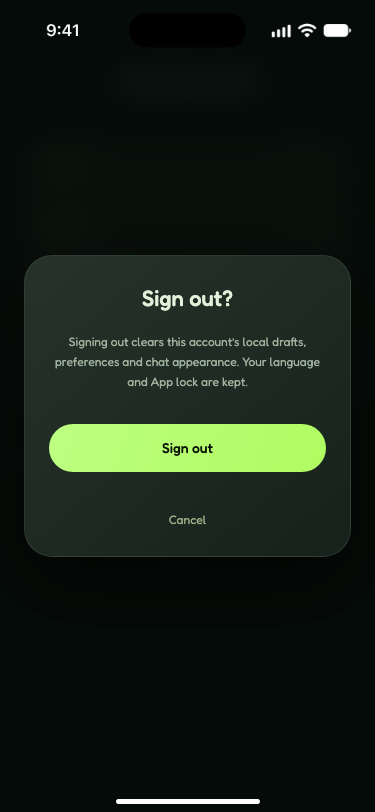 9:41
Sign out?
Signing out clears this account's local drafts,
preferences and chat appearance. Your language
and App lock are kept.
Sign out
Cancel